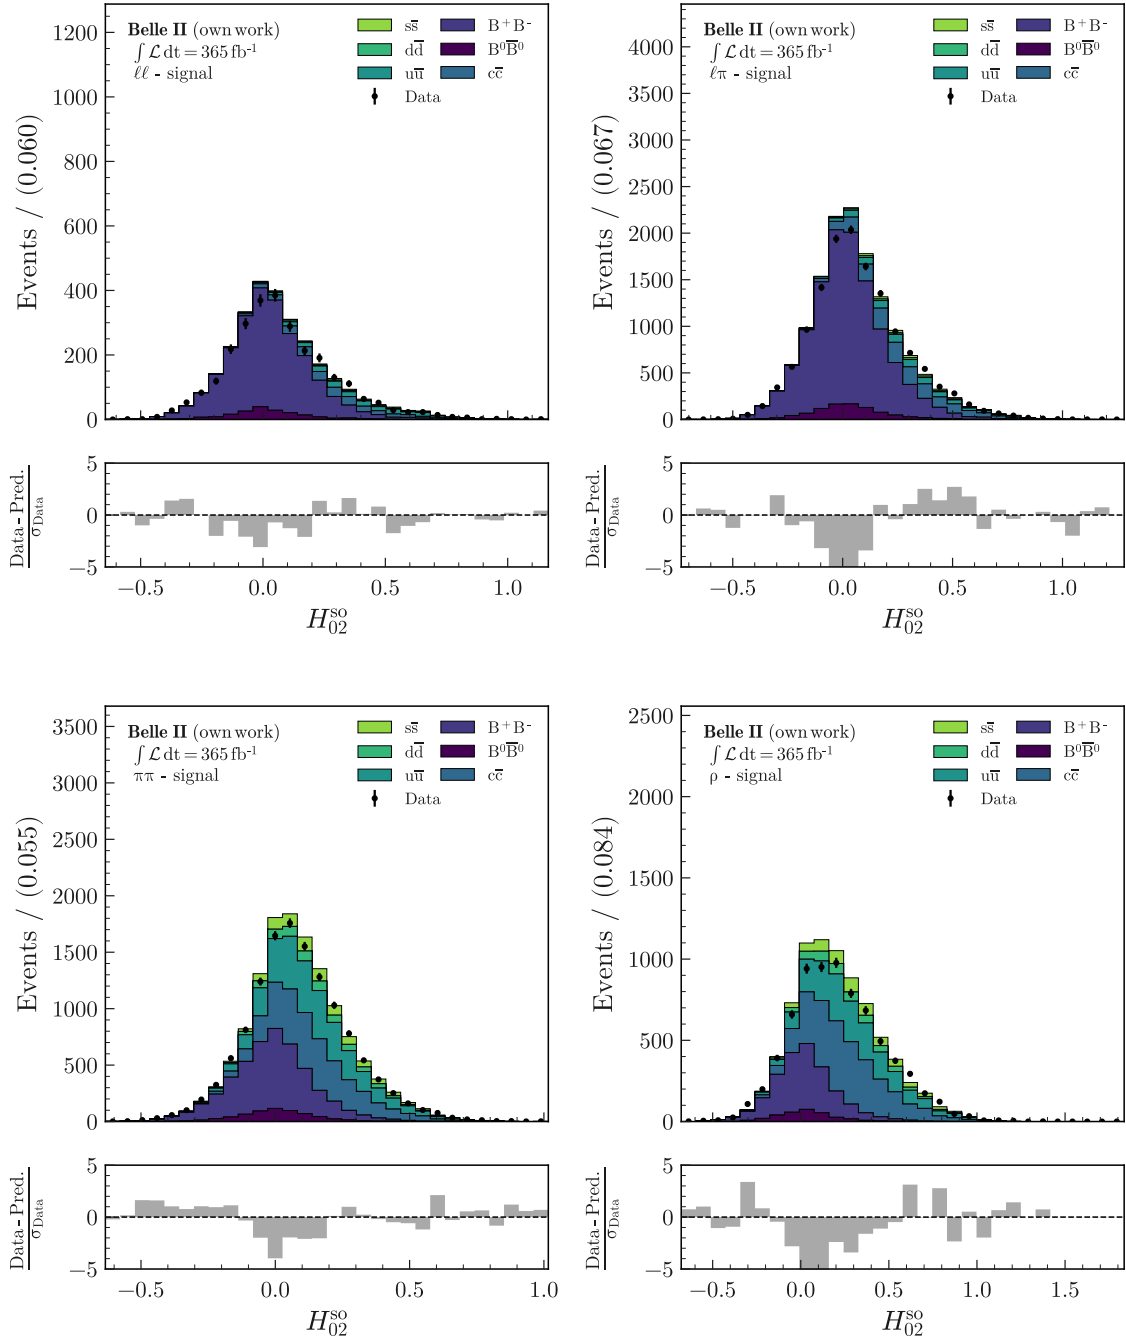 Belle II (own work)
∫ℒ dt = 365 fb⁻¹
ℓℓ - signal
ss̅
dd̅
uu̅
B⁺B⁻
B⁰B̅⁰
cc̅
Data
Events / (0.060)
0
200
400
600
800
1000
1200
Data - Pred.
σData
5
0
−5
−0.5
0.0
0.5
1.0
H₀₂ˢᵒ
Belle II (own work)
∫ℒ dt = 365 fb⁻¹
ℓπ - signal
ss̅
dd̅
uu̅
B⁺B⁻
B⁰B̅⁰
cc̅
Data
Events / (0.067)
0
500
1000
1500
2000
2500
3000
3500
4000
Data - Pred.
σData
5
0
−5
−0.5
0.0
0.5
1.0
H₀₂ˢᵒ
Belle II (own work)
∫ℒ dt = 365 fb⁻¹
ππ - signal
ss̅
dd̅
uu̅
B⁺B⁻
B⁰B̅⁰
cc̅
Data
Events / (0.055)
0
500
1000
1500
2000
2500
3000
3500
Data - Pred.
σData
5
0
−5
−0.5
0.0
0.5
1.0
H₀₂ˢᵒ
Belle II (own work)
∫ℒ dt = 365 fb⁻¹
ρ - signal
ss̅
dd̅
uu̅
B⁺B⁻
B⁰B̅⁰
cc̅
Data
Events / (0.084)
0
500
1000
1500
2000
2500
Data - Pred.
σData
5
0
−5
−0.5
0.0
0.5
1.0
1.5
H₀₂ˢᵒ